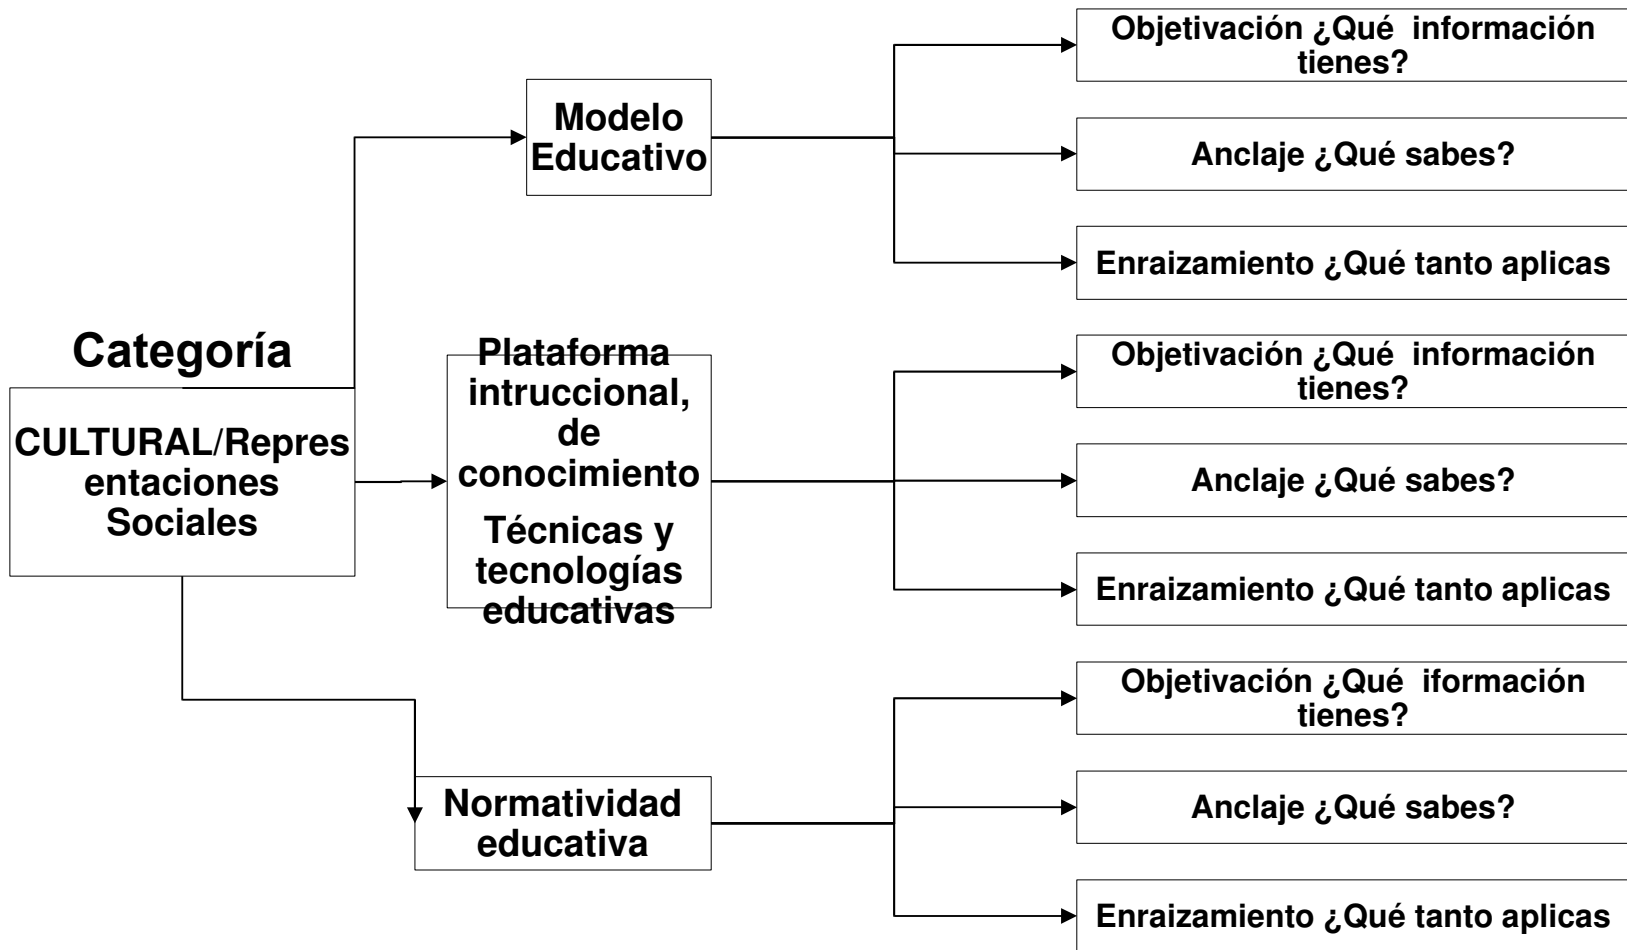 Categoría
CULTURAL/Repres
entaciones
Sociales
Modelo
Educativo
Objetivación ¿Qué información
tienes?
Anclaje ¿Qué sabes?
Enraizamiento ¿Qué tanto aplicas
Plataforma
intruccional,
de
conocimiento
Técnicas y
tecnologías
educativas
Objetivación ¿Qué información
tienes?
Anclaje ¿Qué sabes?
Enraizamiento ¿Qué tanto aplicas
Normatividad
educativa
Objetivación ¿Qué iformación
tienes?
Anclaje ¿Qué sabes?
Enraizamiento ¿Qué tanto aplicas